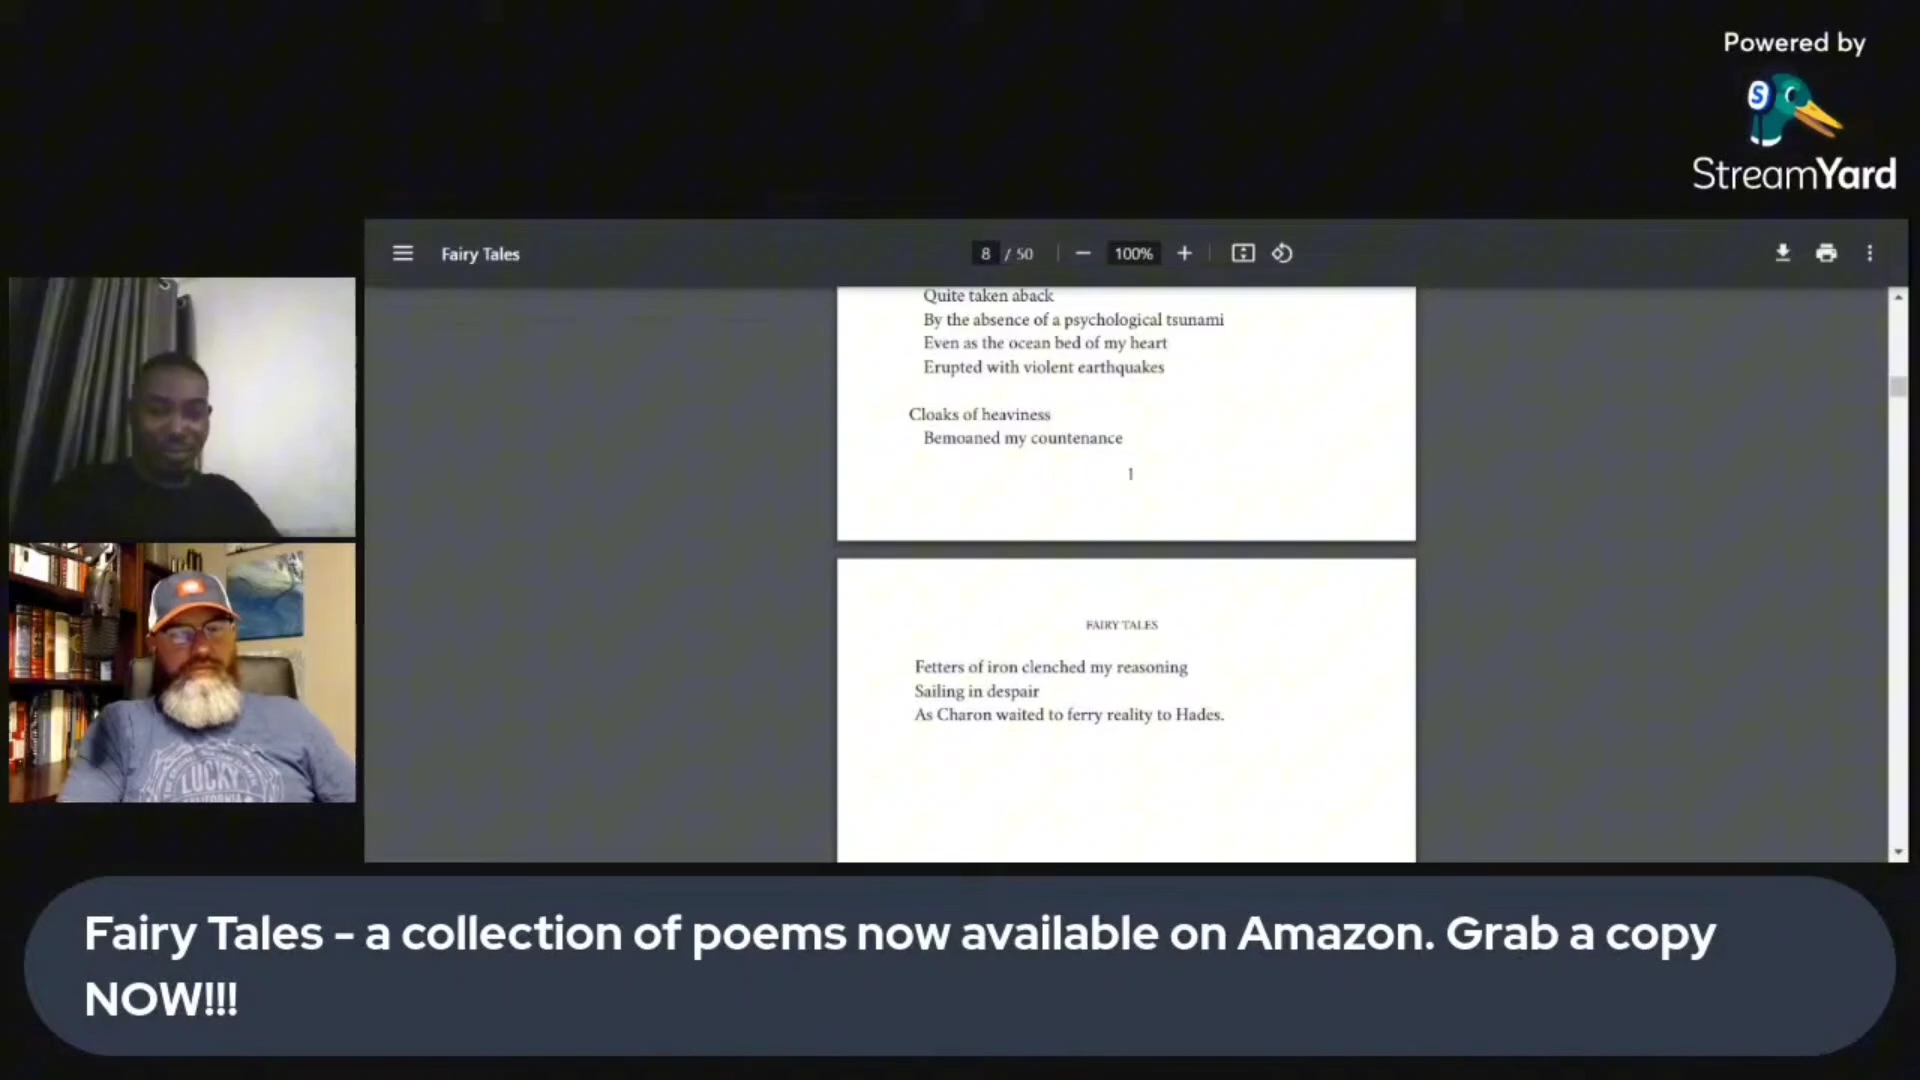 Powered by
S
StreamYard
Fairy Tales
8 / 50
100%
Quite taken aback
By the absence of a psychological tsunami
Even as the ocean bed of my heart
Erupted with violent earthquakes
Cloaks of heaviness
Bemoaned my countenance
1
FAIRY TALES
Fetters of iron clenched my reasoning
Sailing in despair
As Charon waited to ferry reality to Hades.
LUCKY
Fairy Tales - a collection of poems now available on Amazon. Grab a copy
NOW!!!